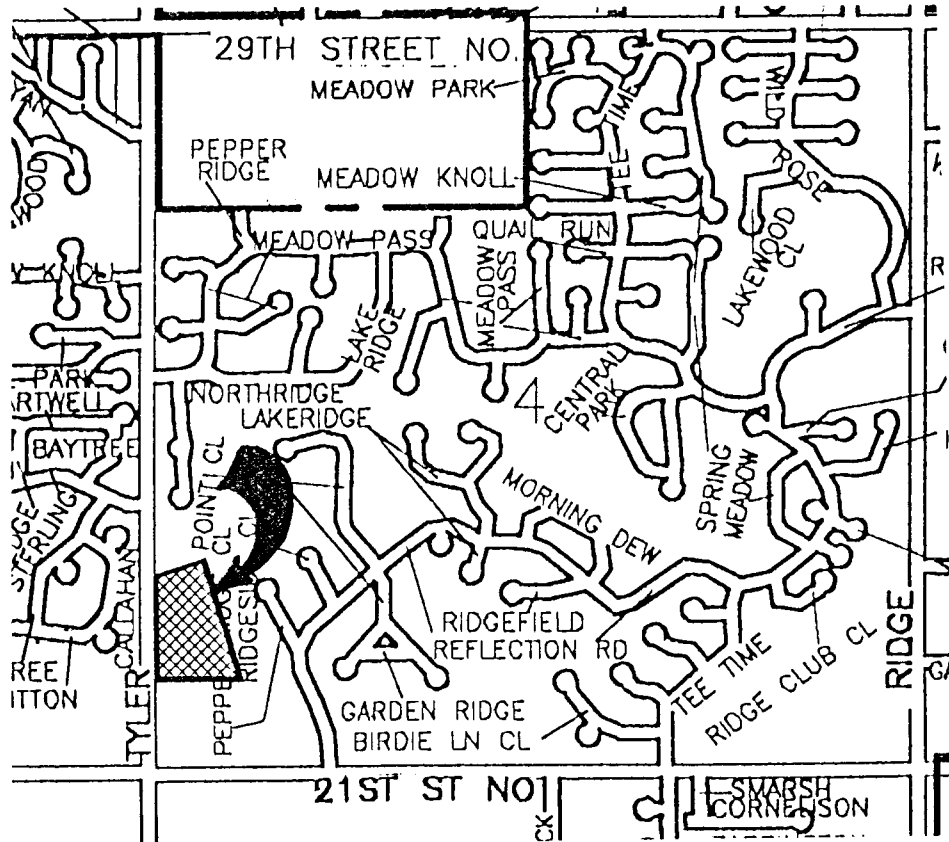 29TH STREET NO.
MEADOW PARK
TEE TIME
WILD
ROSE
PEPPER
RIDGE
MEADOW KNOLL
MEADOW PASS
QUAIL RUN
MEADOW
PASS
LAKEWOOD
CL
LAKE
RIDGE
PARK
BAYTREE
NORTHRIDGE
LAKERIDGE
4
CENTRAL
PARK
STERLING
POINT CL
CL
SPRING
MEADOW
MORNING DEW
CALLAHAN
RIDGEFIELD
REFLECTION RD
RIDGE
TEE TIME
RIDGE CLUB CL
GARDEN RIDGE
BIRDIE LN CL
TYLER
21ST ST NO
SMARSH
CORNELISON
CK